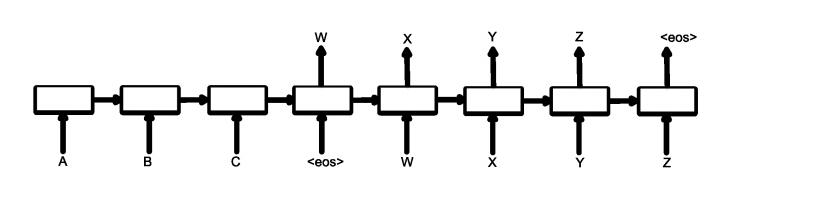 W X Y Z <eos>
A B C <eos> W X Y Z